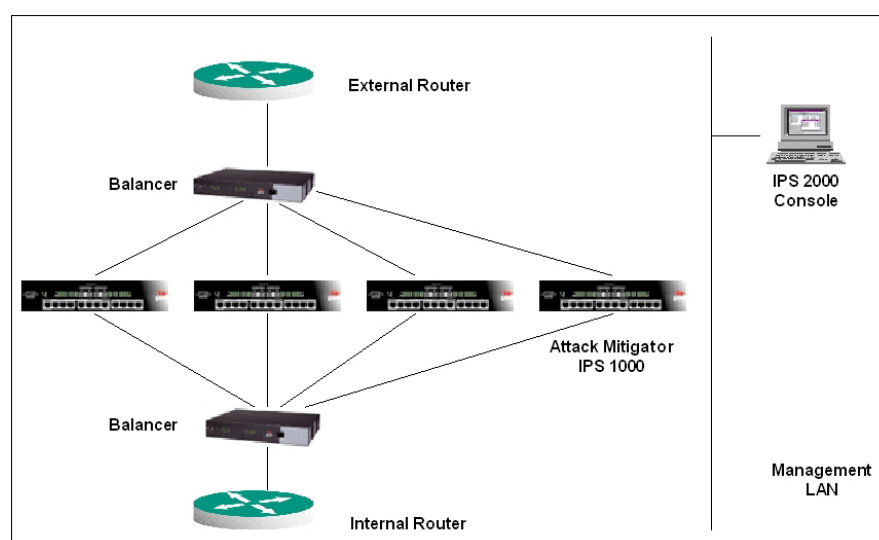 External Router
Balancer
IPS 2000
Console
Attack Mitigator
IPS 1000
Balancer
Management
LAN
Internal Router